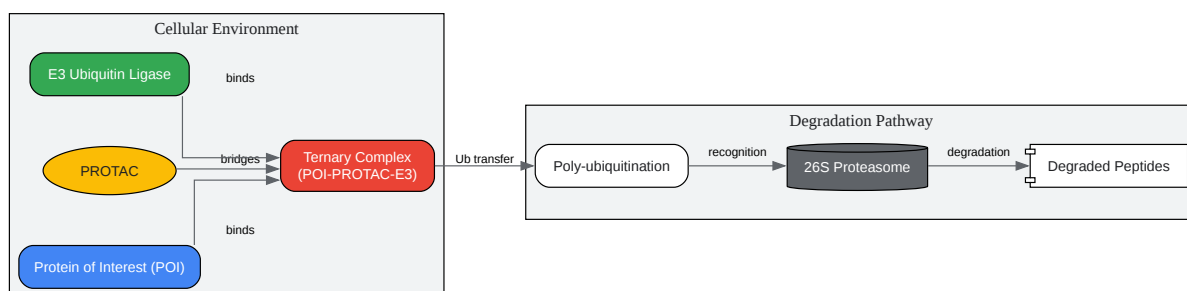 Cellular Environment
E3 Ubiquitin Ligase
binds
PROTAC
bridges
Ternary Complex
(POI-PROTAC-E3)
binds
Protein of Interest (POI)
Ub transfer
Degradation Pathway
Poly-ubiquitination
recognition
26S Proteasome
degradation
Degraded Peptides